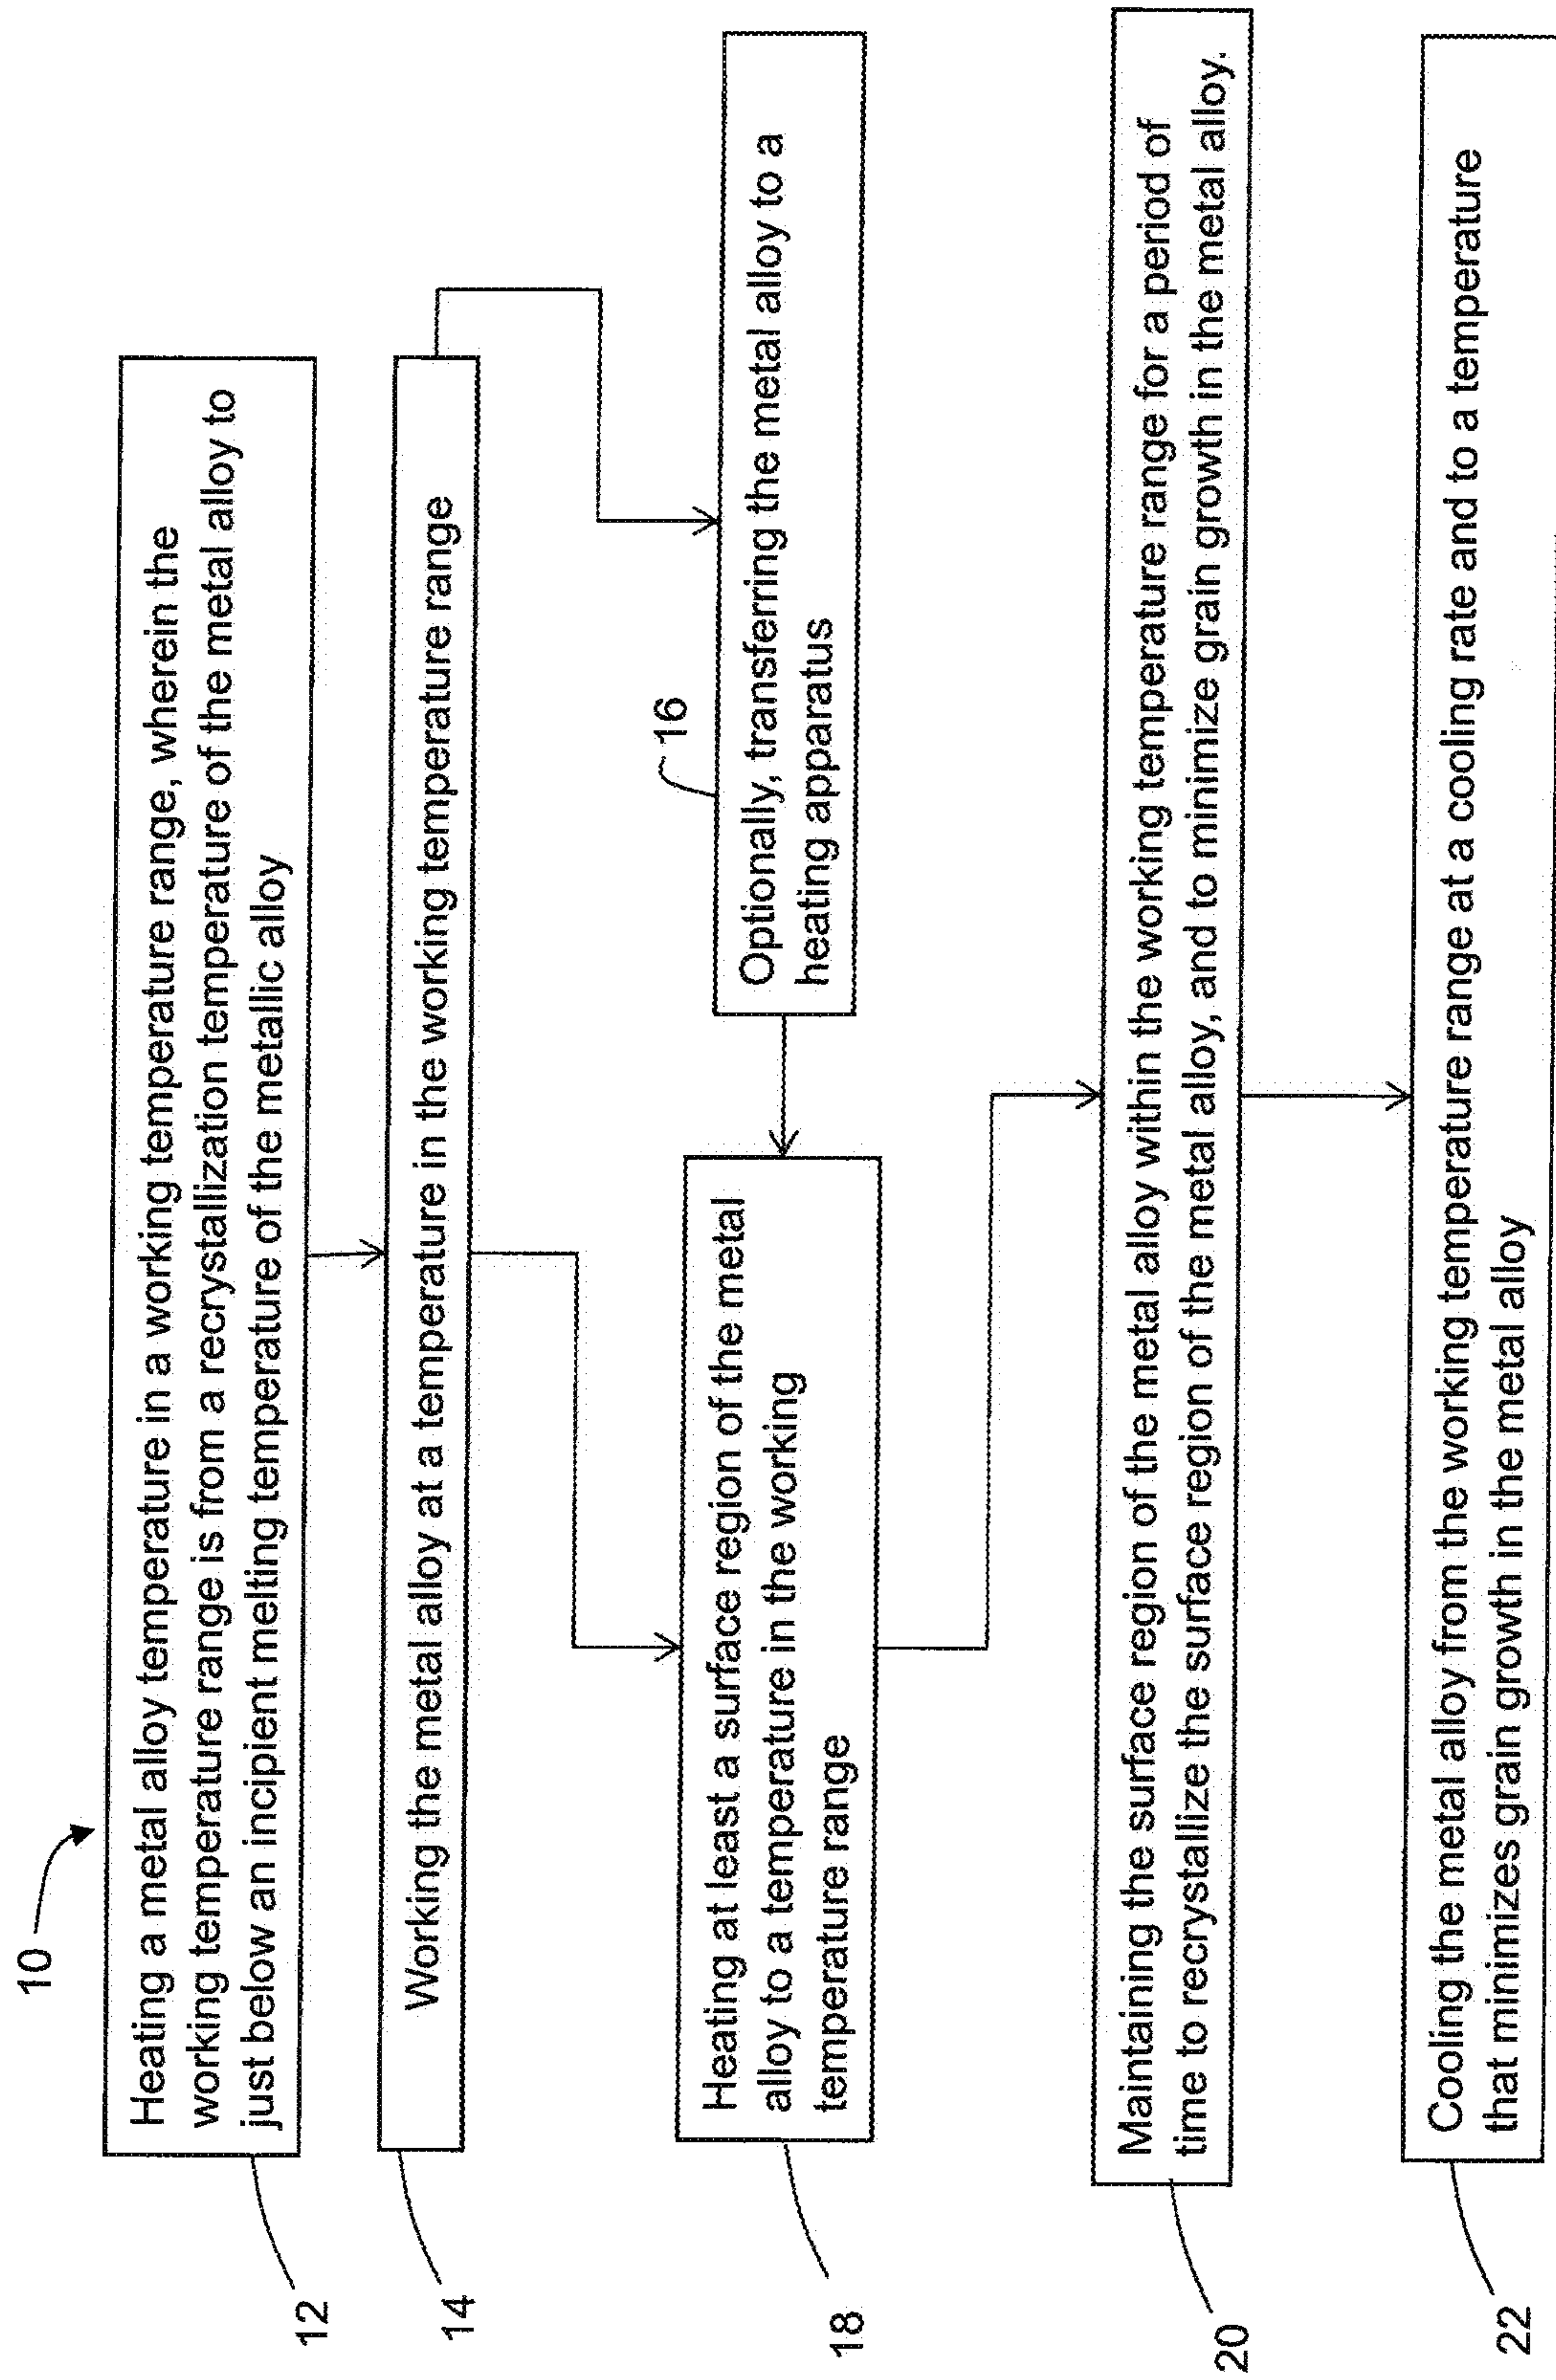 10
12
Heating a metal alloy temperature in a working temperature range, wherein the
working temperature range is from a recrystallization temperature of the metal alloy to
just below an incipient melting temperature of the metallic alloy
14
Working the metal alloy at a temperature in the working temperature range
16
Optionally, transferring the metal alloy to a
heating apparatus
18
Heating at least a surface region of the metal
alloy to a temperature in the working
temperature range
20
Maintaining the surface region of the metal alloy within the working temperature range for a period of
time to recrystallize the surface region of the metal alloy, and to minimize grain growth in the metal alloy.
22
Cooling the metal alloy from the working temperature range at a cooling rate and to a temperature
that minimizes grain growth in the metal alloy